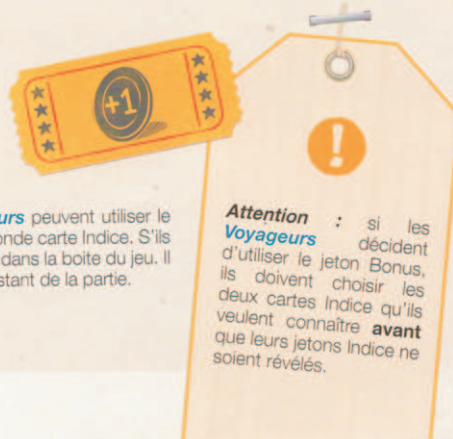 +1
!
urs peuvent utiliser le
onde carte Indice. S'ils
dans la boite du jeu. Il
stant de la partie.
Attention : si les
Voyageurs décident
d'utiliser le jeton Bonus,
ils doivent choisir les
deux cartes Indice qu'ils
veulent connaître avant
que leurs jetons Indice ne
soient révélés.